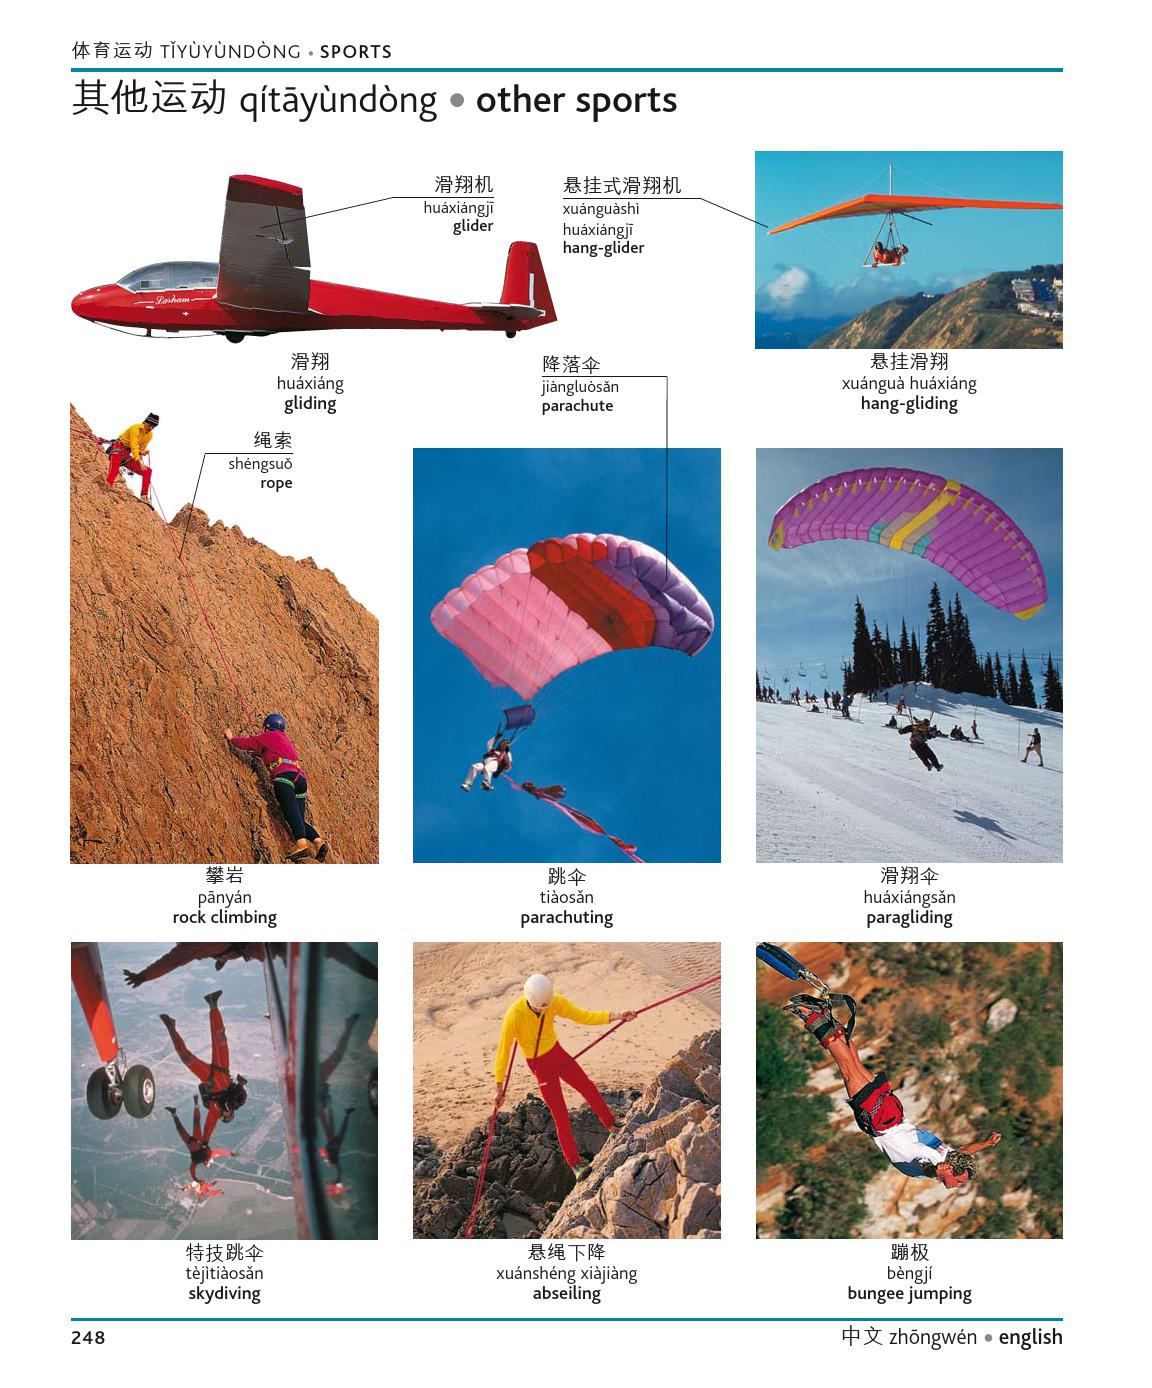 体育运动 TǏYÙYÙNDÒNG • SPORTS
其他运动 qítāyùndòng • other sports
滑翔机
huáxiángjī
glider
悬挂式滑翔机
xuánguàshì
huáxiángjī
hang-glider
Lasham
滑翔
huáxiáng
gliding
降落伞
jiàngluòsǎn
parachute
悬挂滑翔
xuánguà huáxiáng
hang-gliding
绳索
shéngsuǒ
rope
攀岩
pānyán
rock climbing
跳伞
tiàosǎn
parachuting
滑翔伞
huáxiángsǎn
paragliding
特技跳伞
tèjìtiàosǎn
skydiving
悬绳下降
xuánshéng xiàjiàng
abseiling
蹦极
bèngjí
bungee jumping
248
中文 zhōngwén • english